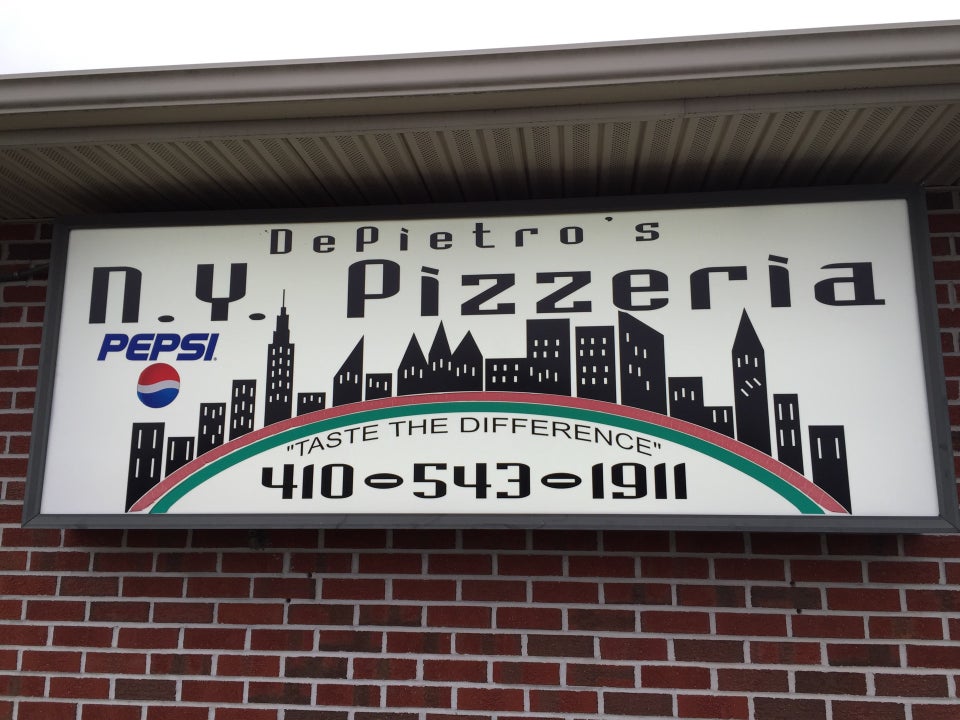 DePietro's
N.Y. Pizzeria
PEPSI
"TASTE THE DIFFERENCE"
410-543-1911